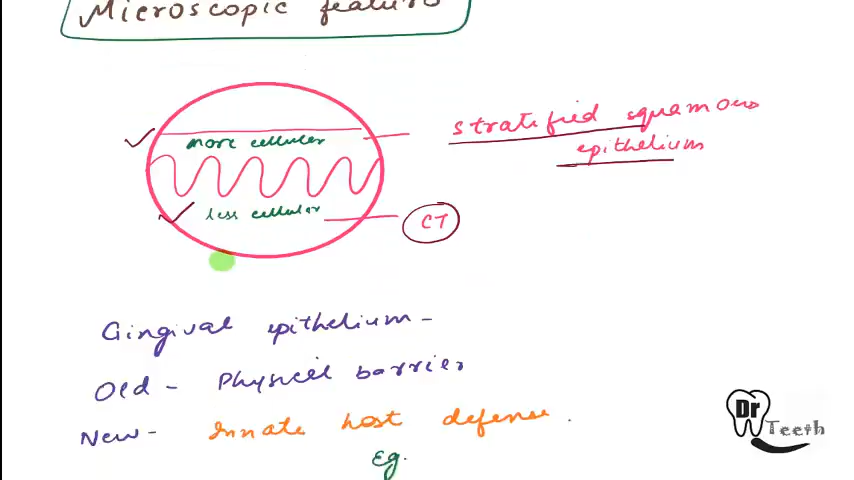 Microscopic features
stratified squamous
more cellular
epithelium
less cellular
CT
Gingival epithelium -
Old - Physical barrier
New - Innate host defense.
Eg.
Dr
Teeth